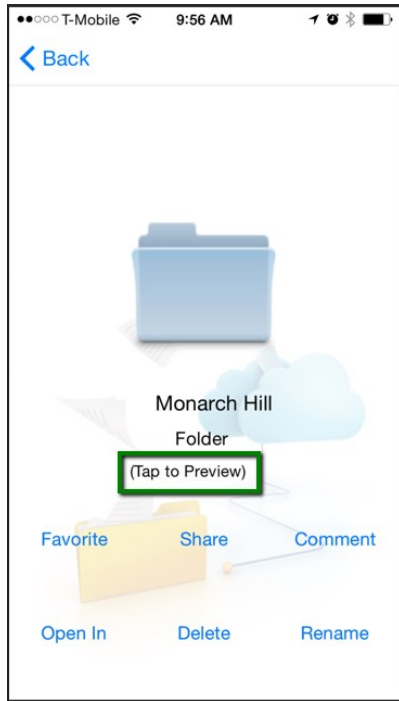 T-Mobile 9:56 AM
Back
Monarch Hill
Folder
(Tap to Preview)
Favorite Share Comment
Open In Delete Rename